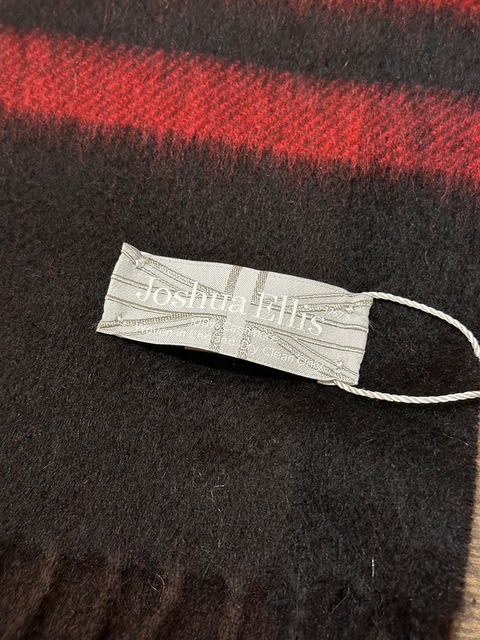 Joshua Ellis
100% Cashmere
Woven in England Dry Clean Only